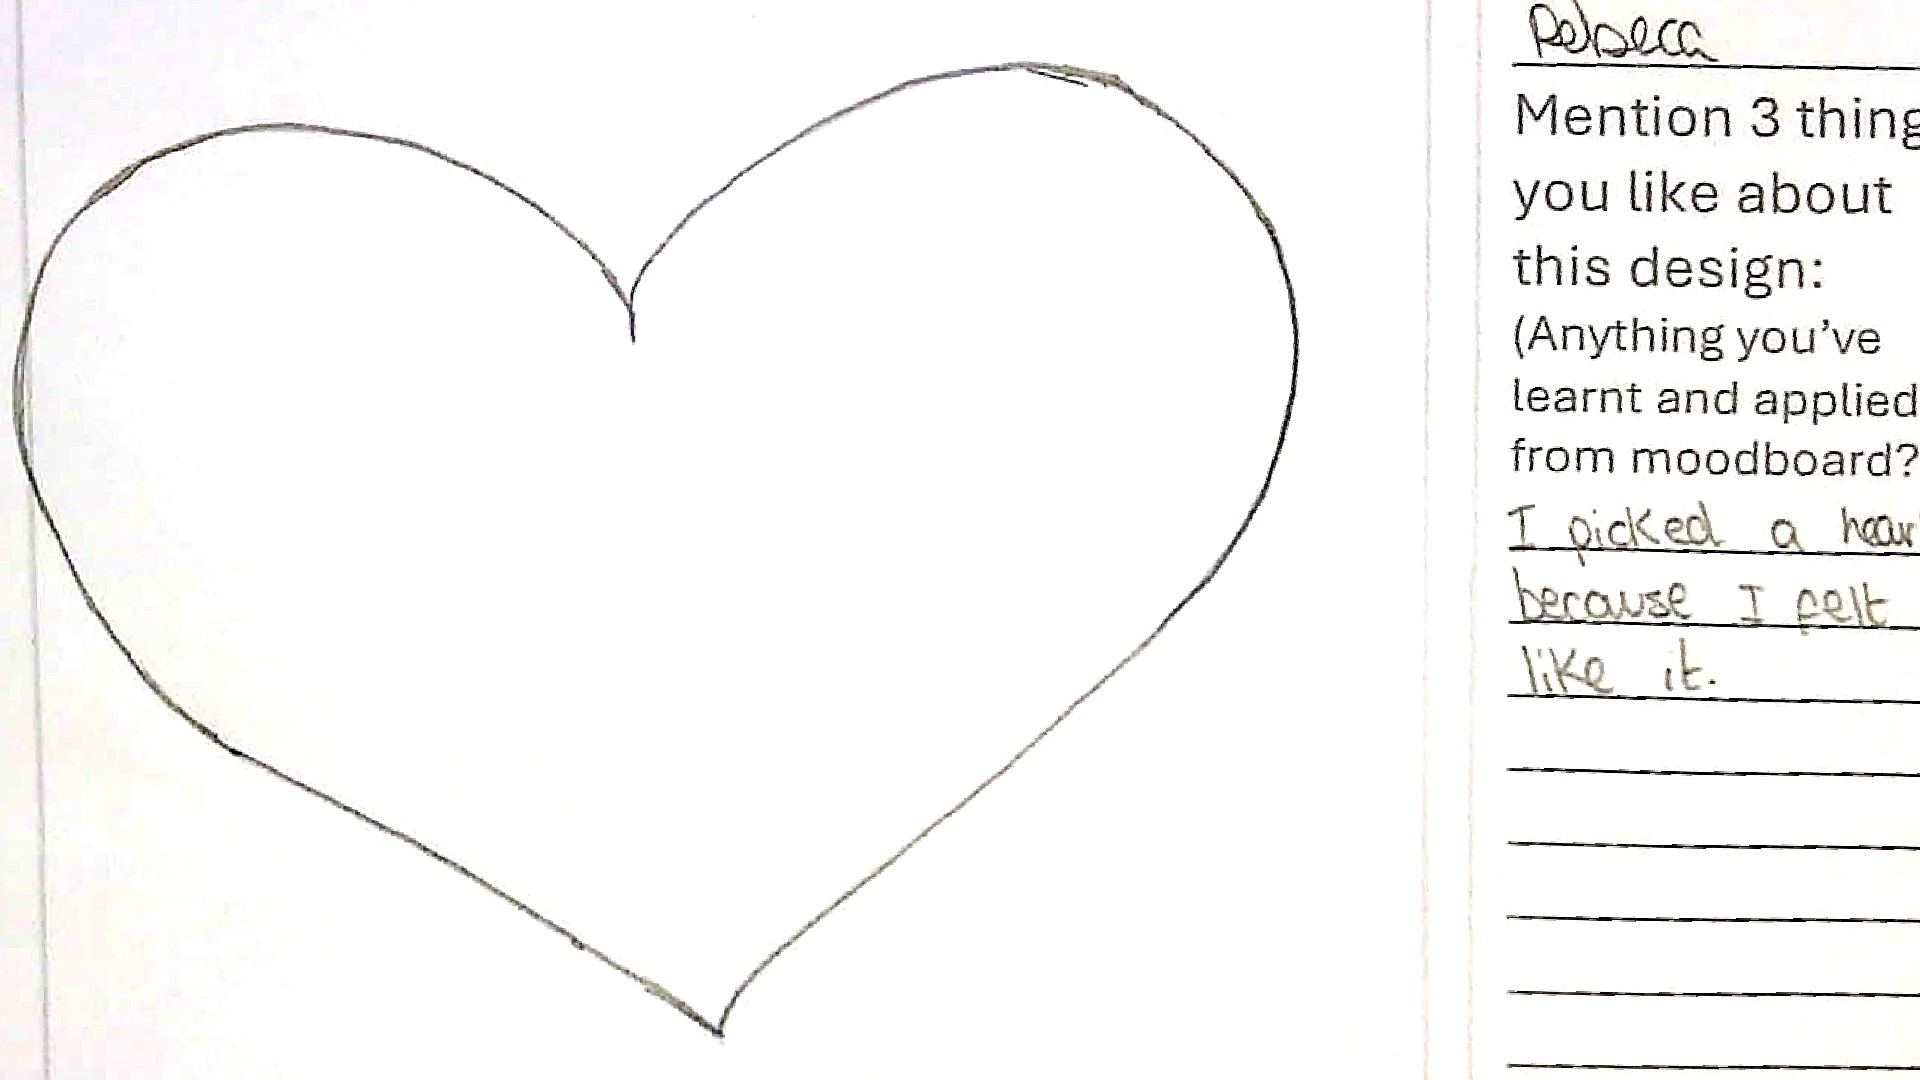 Rebeca
Mention 3 thing
you like about
this design:
(Anything you've
learnt and applied
from moodboard?
I picked a hear
because I felt
like it.